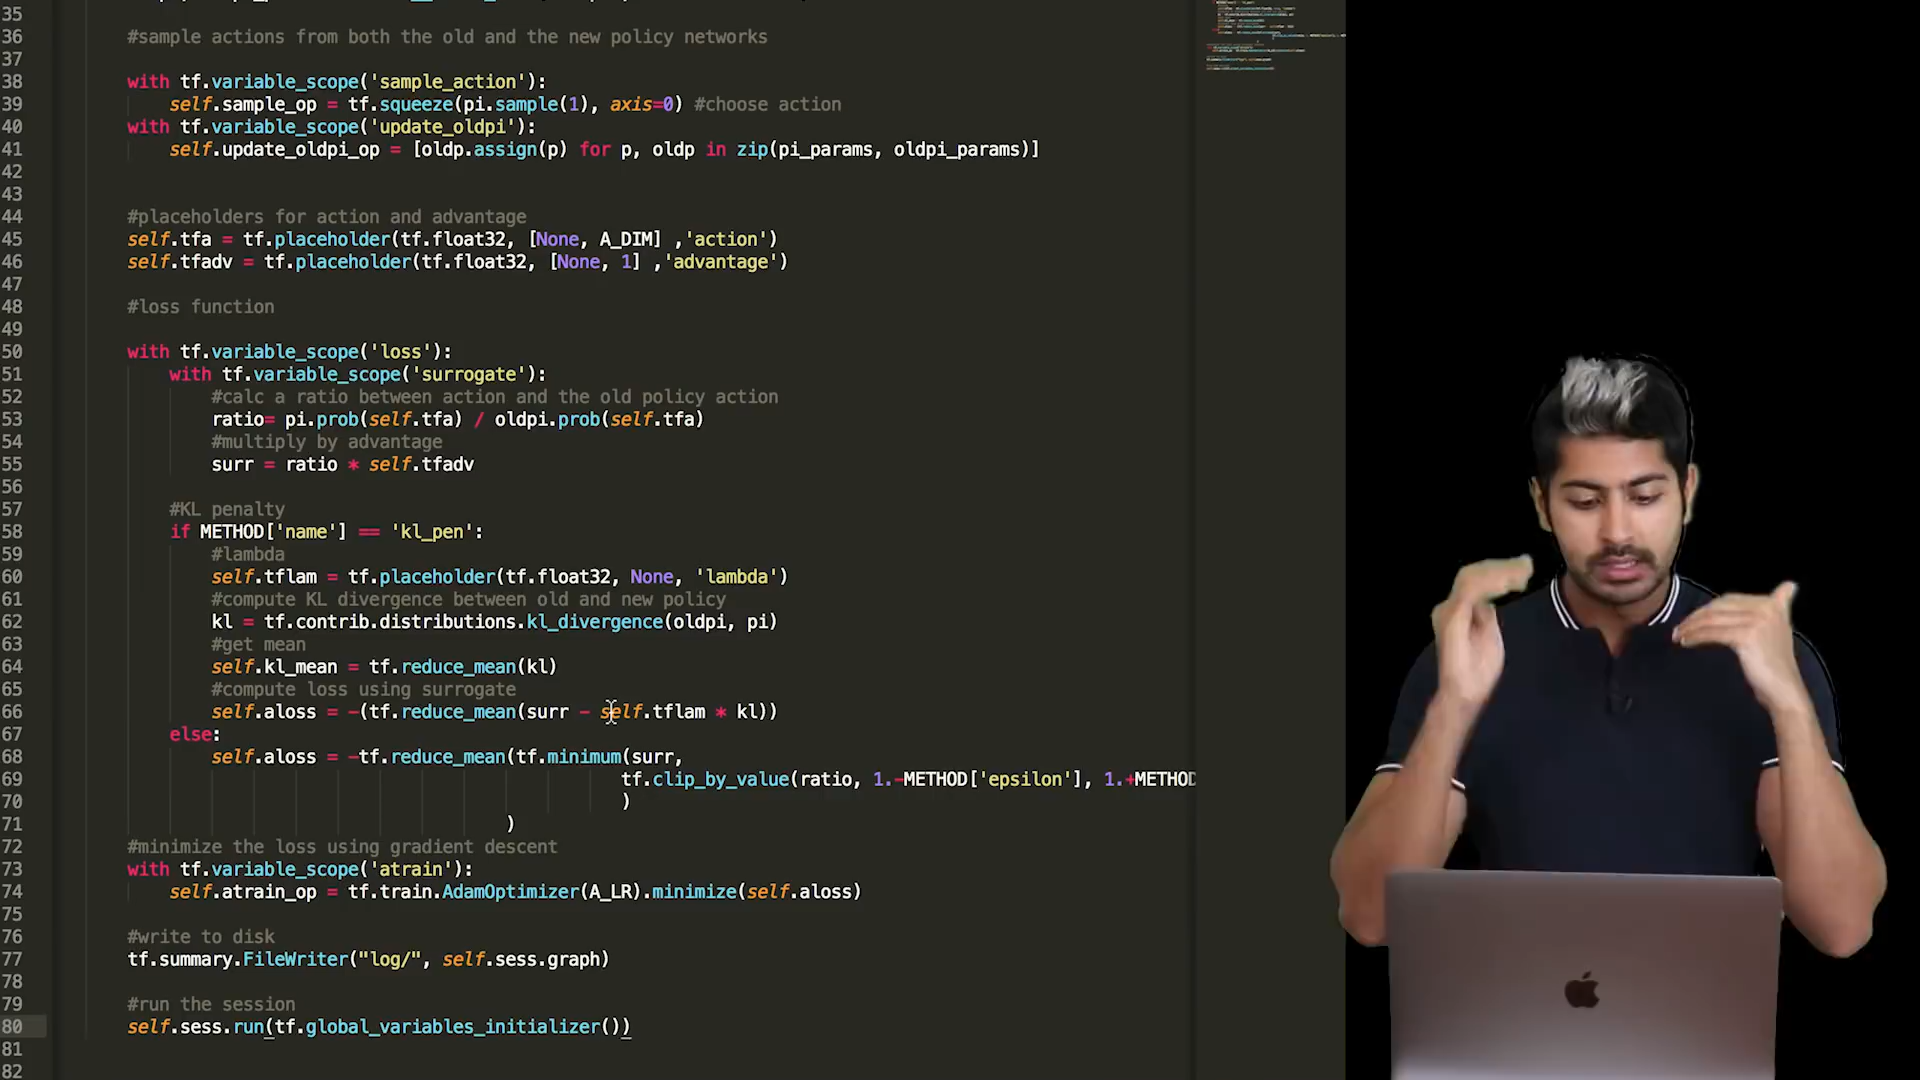 35
36 #sample actions from both the old and the new policy networks
37
38 with tf.variable_scope('sample_action'):
39 self.sample_op = tf.squeeze(pi.sample(1), axis=0) #choose action
40 with tf.variable_scope('update_oldpi'):
41 self.update_oldpi_op = [oldp.assign(p) for p, oldp in zip(pi_params, oldpi_params)]
42
43
44 #placeholders for action and advantage
45 self.tfa = tf.placeholder(tf.float32, [None, A_DIM] ,'action')
46 self.tfadv = tf.placeholder(tf.float32, [None, 1] ,'advantage')
47
48 #loss function
49
50 with tf.variable_scope('loss'):
51 with tf.variable_scope('surrogate'):
52 #calc a ratio between action and the old policy action
53 ratio= pi.prob(self.tfa) / oldpi.prob(self.tfa)
54 #multiply by advantage
55 surr = ratio * self.tfadv
56
57 #KL penalty
58 if METHOD['name'] == 'kl_pen':
59 #lambda
60 self.tflam = tf.placeholder(tf.float32, None, 'lambda')
61 #compute KL divergence between old and new policy
62 kl = tf.contrib.distributions.kl_divergence(oldpi, pi)
63 #get mean
64 self.kl_mean = tf.reduce_mean(kl)
65 #compute loss using surrogate
66 self.aloss = -(tf.reduce_mean(surr - self.tflam * kl))
67 else:
68 self.aloss = -tf.reduce_mean(tf.minimum(surr,
69 tf.clip_by_value(ratio, 1.-METHOD['epsilon'], 1.+METHOD
70 )
71 )
72 #minimize the loss using gradient descent
73 with tf.variable_scope('atrain'):
74 self.atrain_op = tf.train.AdamOptimizer(A_LR).minimize(self.aloss)
75
76 #write to disk
77 tf.summary.FileWriter("log/", self.sess.graph)
78
79 #run the session
80 self.sess.run(tf.global_variables_initializer())
81
82